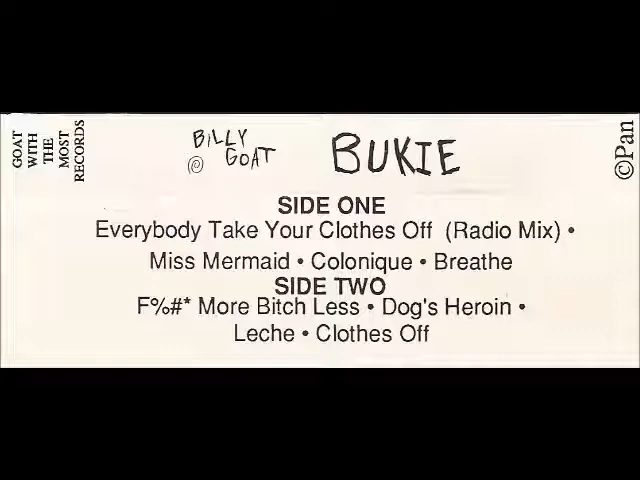 GOAT
WITH
THE
MOST
RECORDS
BiLLY
GOAT
BUKIE
©Pan
SIDE ONE
Everybody Take Your Clothes Off (Radio Mix) •
Miss Mermaid • Colonique • Breathe
SIDE TWO
F%#* More Bitch Less • Dog's Heroin •
Leche • Clothes Off